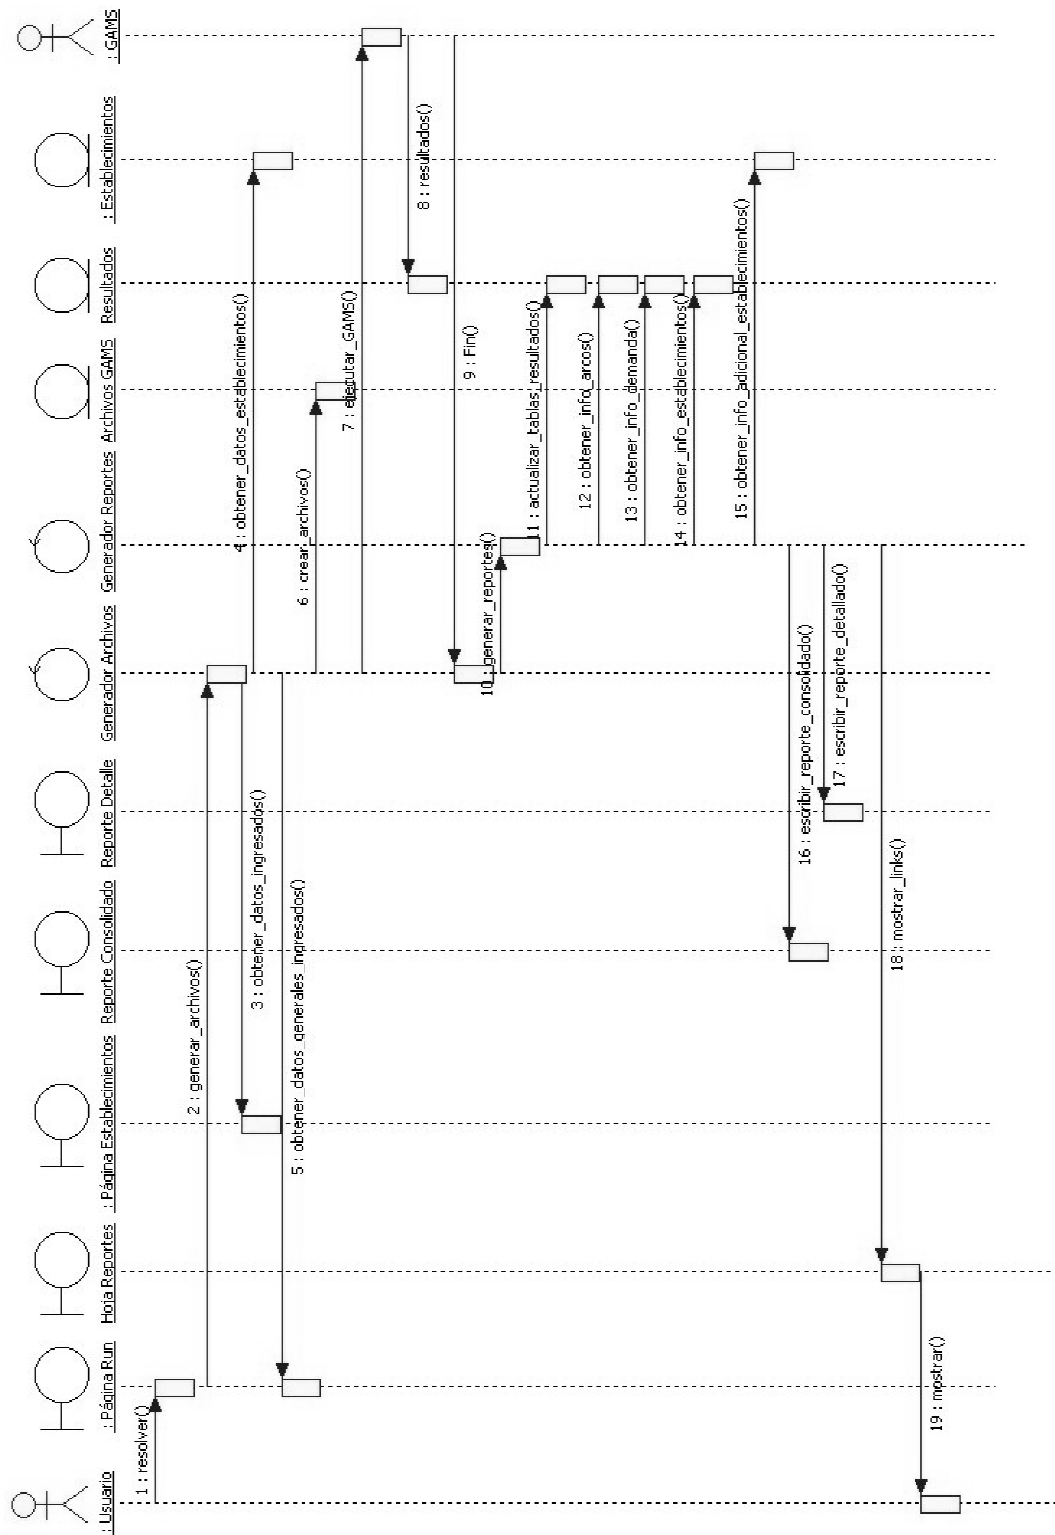 : Usuario
: Página Run
Hoja Reportes
: Página Establecimientos
Reporte Consolidado
Reporte Detalle
Generador Archivos
Generador Reportes
Archivos GAMS
Resultados
: Establecimientos
: GAMS
1 : resolver()
2 : generar_archivos()
3 : obtener_datos_ingresados()
4 : obtener_datos_establecimientos()
5 : obtener_datos_generales_ingresados()
6 : crear_archivos()
7 : ejecutar_GAMS()
8 : resultados()
9 : Fin()
10 : generar_reportes()
11 : actualizar_tablas_resultados()
12 : obtener_info_arcos()
13 : obtener_info_demanda()
14 : obtener_info_establecimientos()
15 : obtener_info_adicional_establecimientos()
16 : escribir_reporte_consolidado()
17 : escribir_reporte_detallado()
18 : mostrar_links()
19 : mostrar()